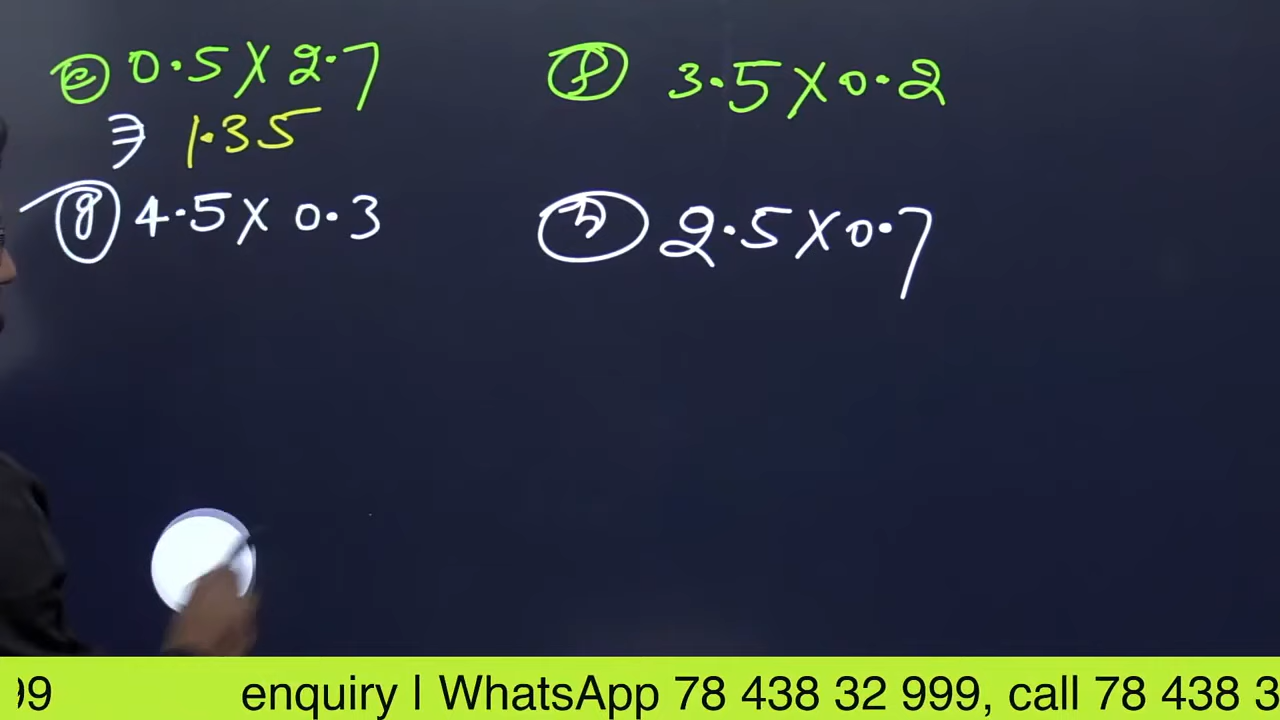 ⓔ 0.5 X 2.7
⇒ 1.35
ⓕ 3.5 X 0.2
ⓖ 4.5 X 0.3
ⓗ 2.5 X 0.7
99 enquiry | WhatsApp 78 438 32 999, call 78 438 3